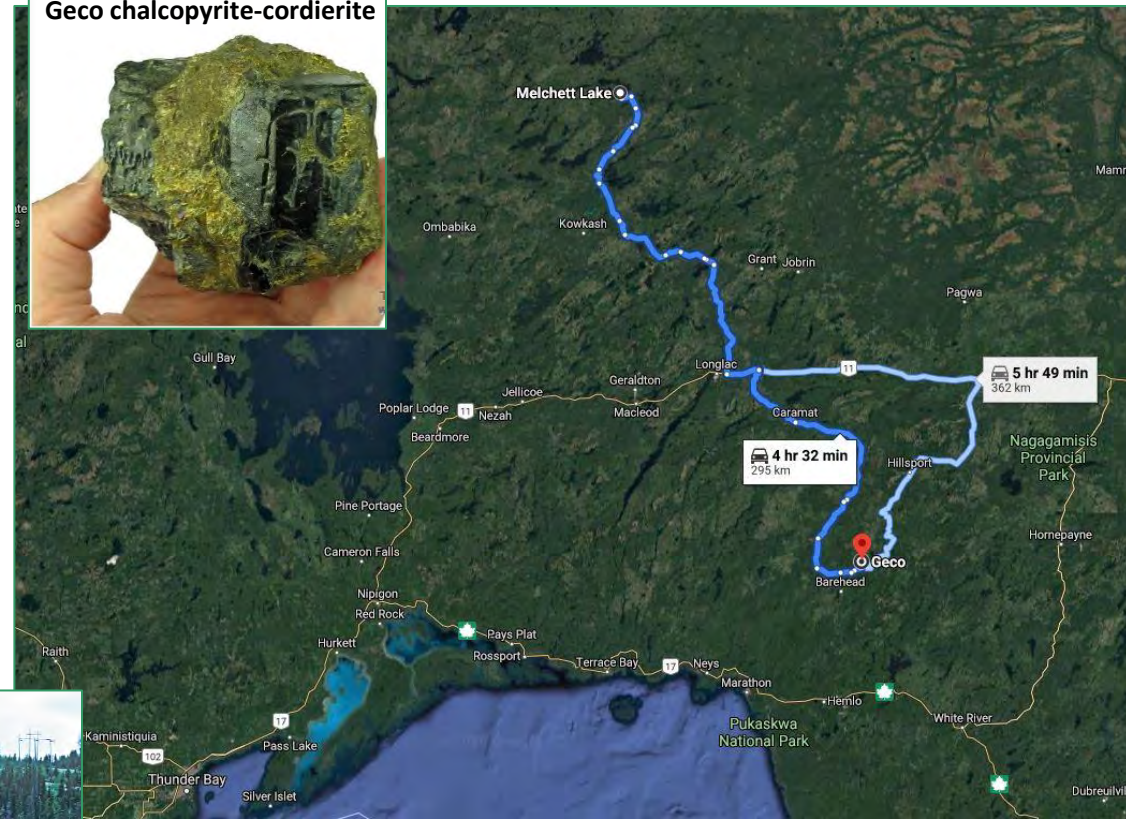 Geco chalcopyrite-cordierite
Melchett Lake
Ombabika
Kowkash
Grant
Jobrin
Pagwa
Gull Bay
Longlac
11
5 hr 49 min
362 km
Geraldton
Jellicoe
Poplar Lodge
11
Nezah
Macleod
Beardmore
Caramat
4 hr 32 min
295 km
Hillsport
Nagagamisis
Provincial
Park
Pine Portage
Hornepayne
Cameron Falls
Geco
Barehead
Nipigon
Red Rock
Hurkett
Pays Plat
Rossport
Raith
Terrace Bay
17
Neys
Marathon
Hemlo
White River
Pukaskwa
National Park
17
Kaministiquia
102
Pass Lake
Thunder Bay
Silver Islet